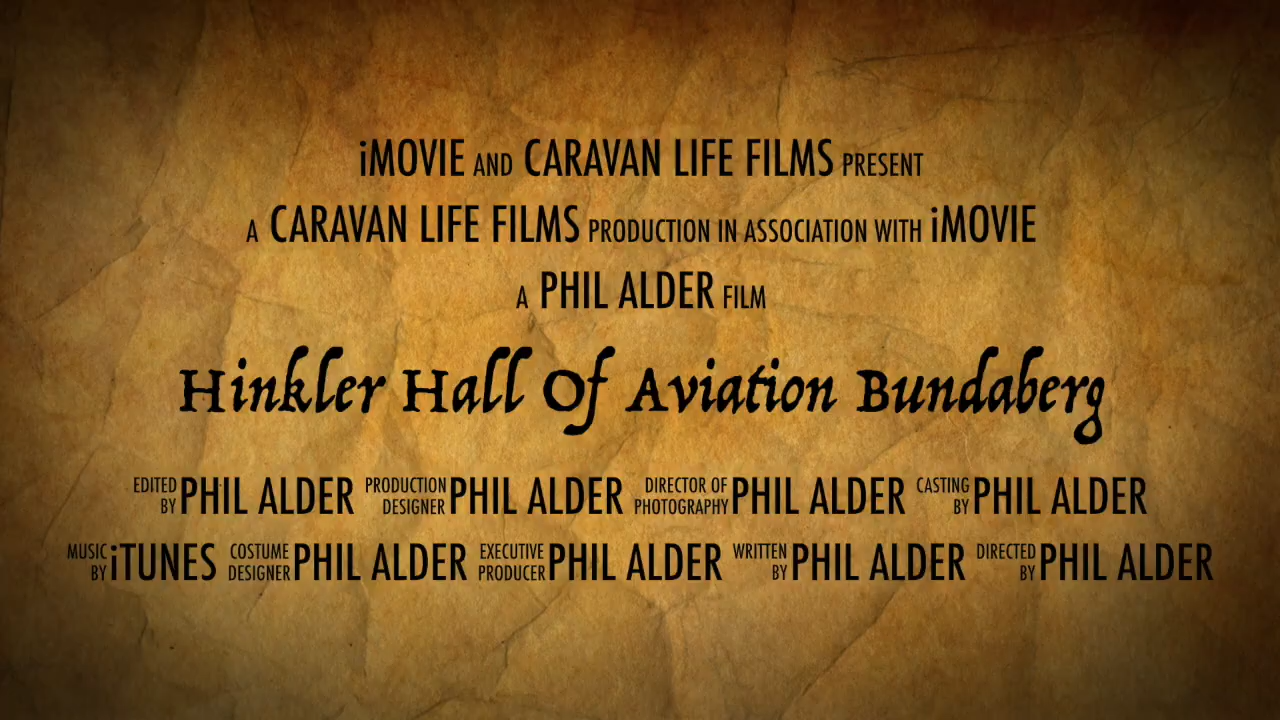 iMOVIE AND CARAVAN LIFE FILMS PRESENT
A CARAVAN LIFE FILMS PRODUCTION IN ASSOCIATION WITH iMOVIE
A PHIL ALDER FILM
Hinkler Hall Of Aviation Bundaberg
EDITED BY PHIL ALDER PRODUCTION DESIGNER PHIL ALDER DIRECTOR OF PHOTOGRAPHY PHIL ALDER CASTING BY PHIL ALDER
MUSIC BY iTUNES COSTUME DESIGNER PHIL ALDER EXECUTIVE PRODUCER PHIL ALDER WRITTEN BY PHIL ALDER DIRECTED BY PHIL ALDER